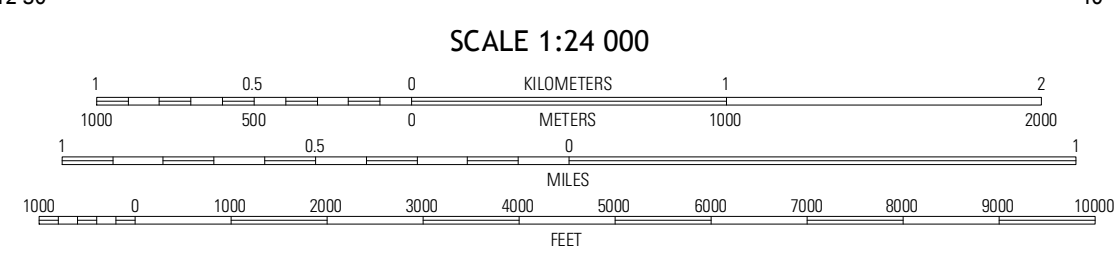 SCALE 1:24 000
1 0.5 0 KILOMETERS 1 2
1000 500 0 METERS 1000 2000
1 0.5 0 1
MILES
1000 0 1000 2000 3000 4000 5000 6000 7000 8000 9000 10000
FEET